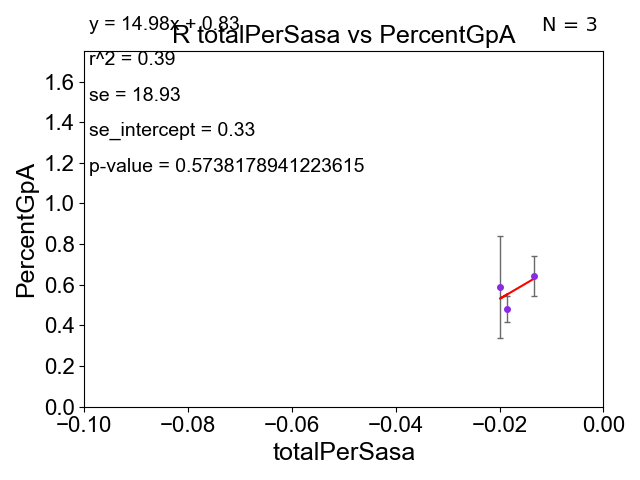 y = 14.98x + 0.83
N = 3
R totalPerSasa vs PercentGpA
r^2 = 0.39
se = 18.93
se_intercept = 0.33
p-value = 0.5738178941223615
PercentGpA
1.6
1.4
1.2
1.0
0.8
0.6
0.4
0.2
0.0
−0.10 −0.08 −0.06 −0.04 −0.02 0.00
totalPerSasa